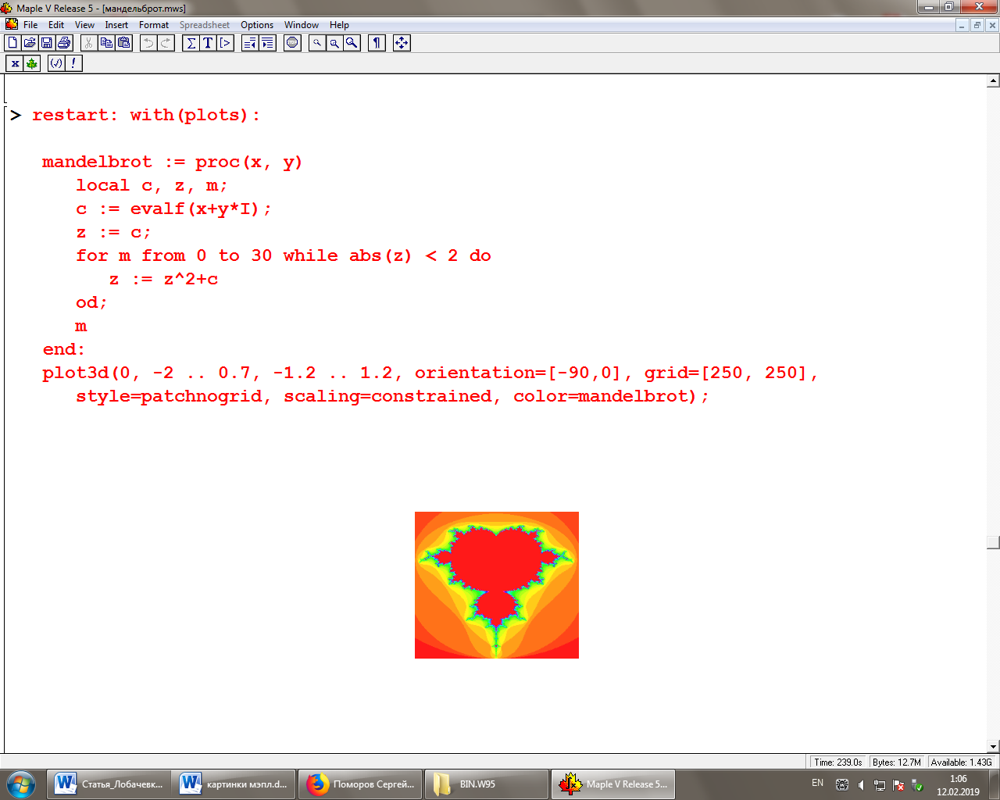 Maple V Release 5 - [мандельброт.mws]
File Edit View Insert Format Spreadsheet Options Window Help
Σ T [>
x (√) !
> restart: with(plots):
mandelbrot := proc(x, y)
local c, z, m;
c := evalf(x+y*I);
z := c;
for m from 0 to 30 while abs(z) < 2 do
z := z^2+c
od;
m
end:
plot3d(0, -2 .. 0.7, -1.2 .. 1.2, orientation=[-90,0], grid=[250, 250],
style=patchnogrid, scaling=constrained, color=mandelbrot);
Time: 239.0s Bytes: 12.7M Available: 1.43G
Статья_Лобачевк... картинки мэпл.d... Поморов Сергей... BIN.W95 Maple V Release 5... EN 1:06
12.02.2019